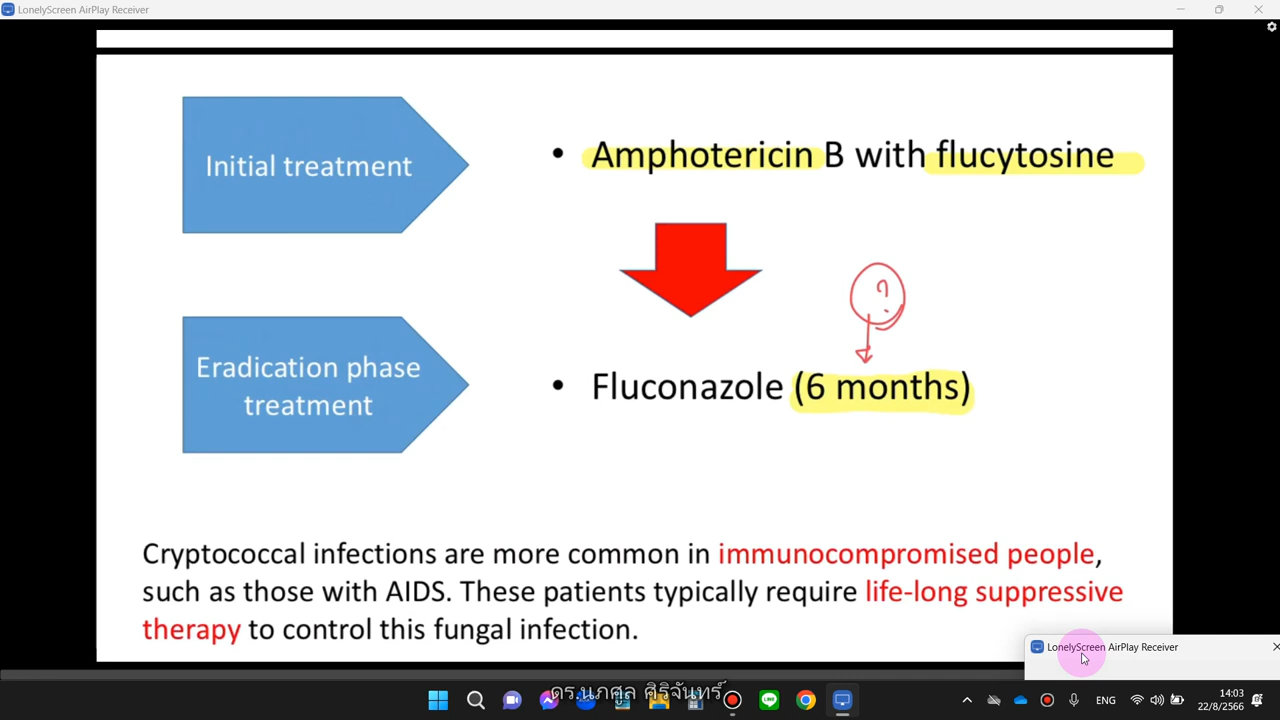 LonelyScreen AirPlay Receiver
Initial treatment
• Amphotericin B with flucytosine
?
Eradication phase
treatment
• Fluconazole (6 months)
Cryptococcal infections are more common in immunocompromised people,
such as those with AIDS. These patients typically require life-long suppressive
therapy to control this fungal infection.
LonelyScreen AirPlay Receiver
ดร.นภศูล ศิริจันทร์
ENG
14:03
22/8/2566